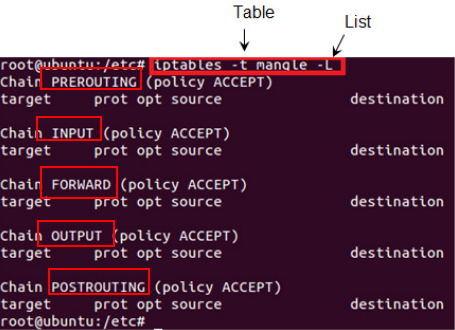 Table
List
root@ubuntu:/etc# iptables -t mangle -L
Chain PREROUTING (policy ACCEPT)
target prot opt source destination
Chain INPUT (policy ACCEPT)
target prot opt source destination
Chain FORWARD (policy ACCEPT)
target prot opt source destination
Chain OUTPUT (policy ACCEPT)
target prot opt source destination
Chain POSTROUTING (policy ACCEPT)
target prot opt source destination
root@ubuntu:/etc#